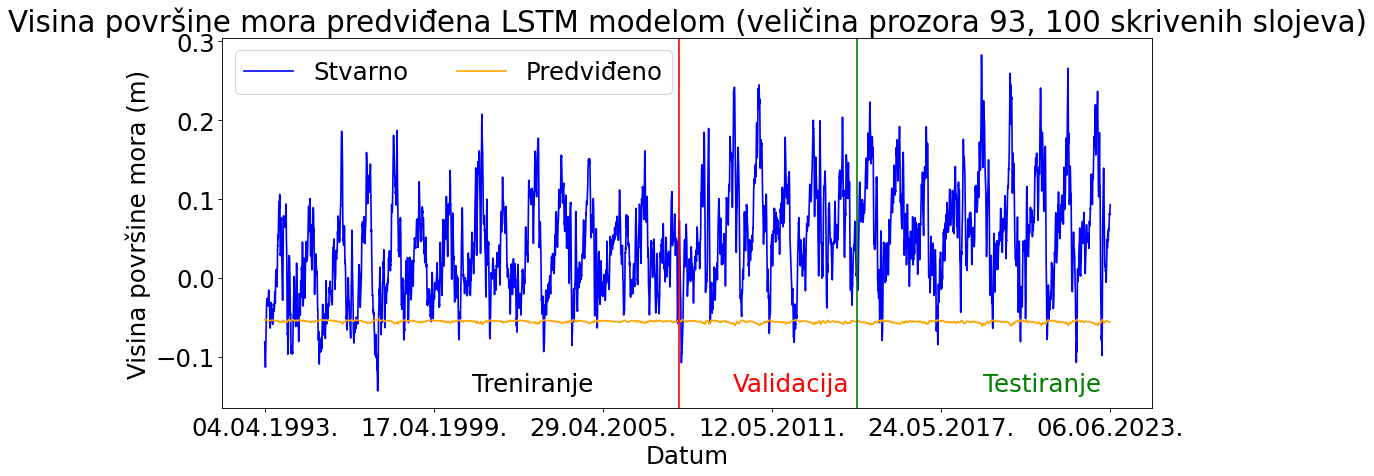 Visina površine mora predviđena LSTM modelom (veličina prozora 93, 100 skrivenih slojeva)
Visina površine mora (m)
0.3
0.2
0.1
0.0
−0.1
Stvarno Predviđeno
Treniranje Validacija Testiranje
04.04.1993. 17.04.1999. 29.04.2005. 12.05.2011. 24.05.2017. 06.06.2023.
Datum